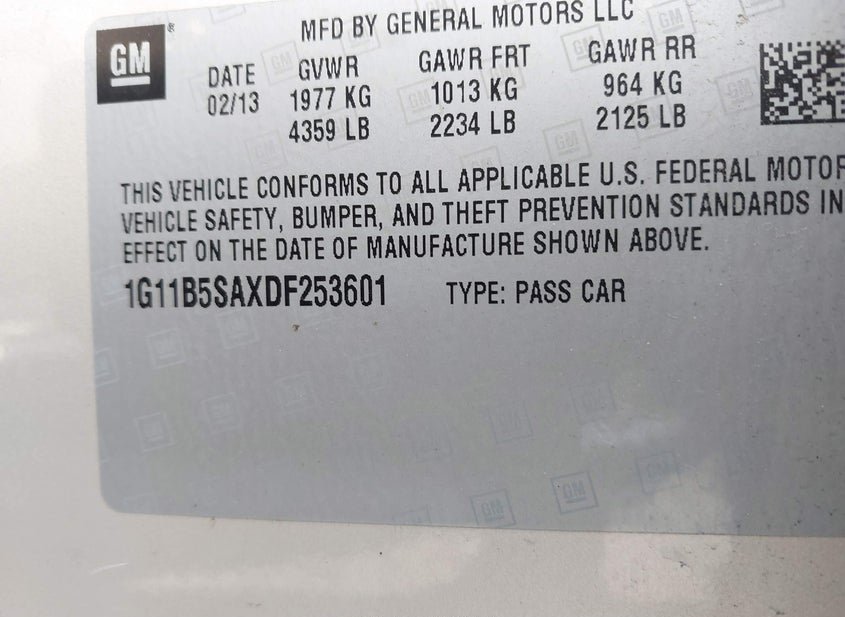 MFD BY GENERAL MOTORS LLC
GM
DATE GVWR GAWR FRT GAWR RR
02/13 1977 KG 1013 KG 964 KG
4359 LB 2234 LB 2125 LB
THIS VEHICLE CONFORMS TO ALL APPLICABLE U.S. FEDERAL MOTOR
VEHICLE SAFETY, BUMPER, AND THEFT PREVENTION STANDARDS IN
EFFECT ON THE DATE OF MANUFACTURE SHOWN ABOVE.
1G11B5SAXDF253601 TYPE: PASS CAR